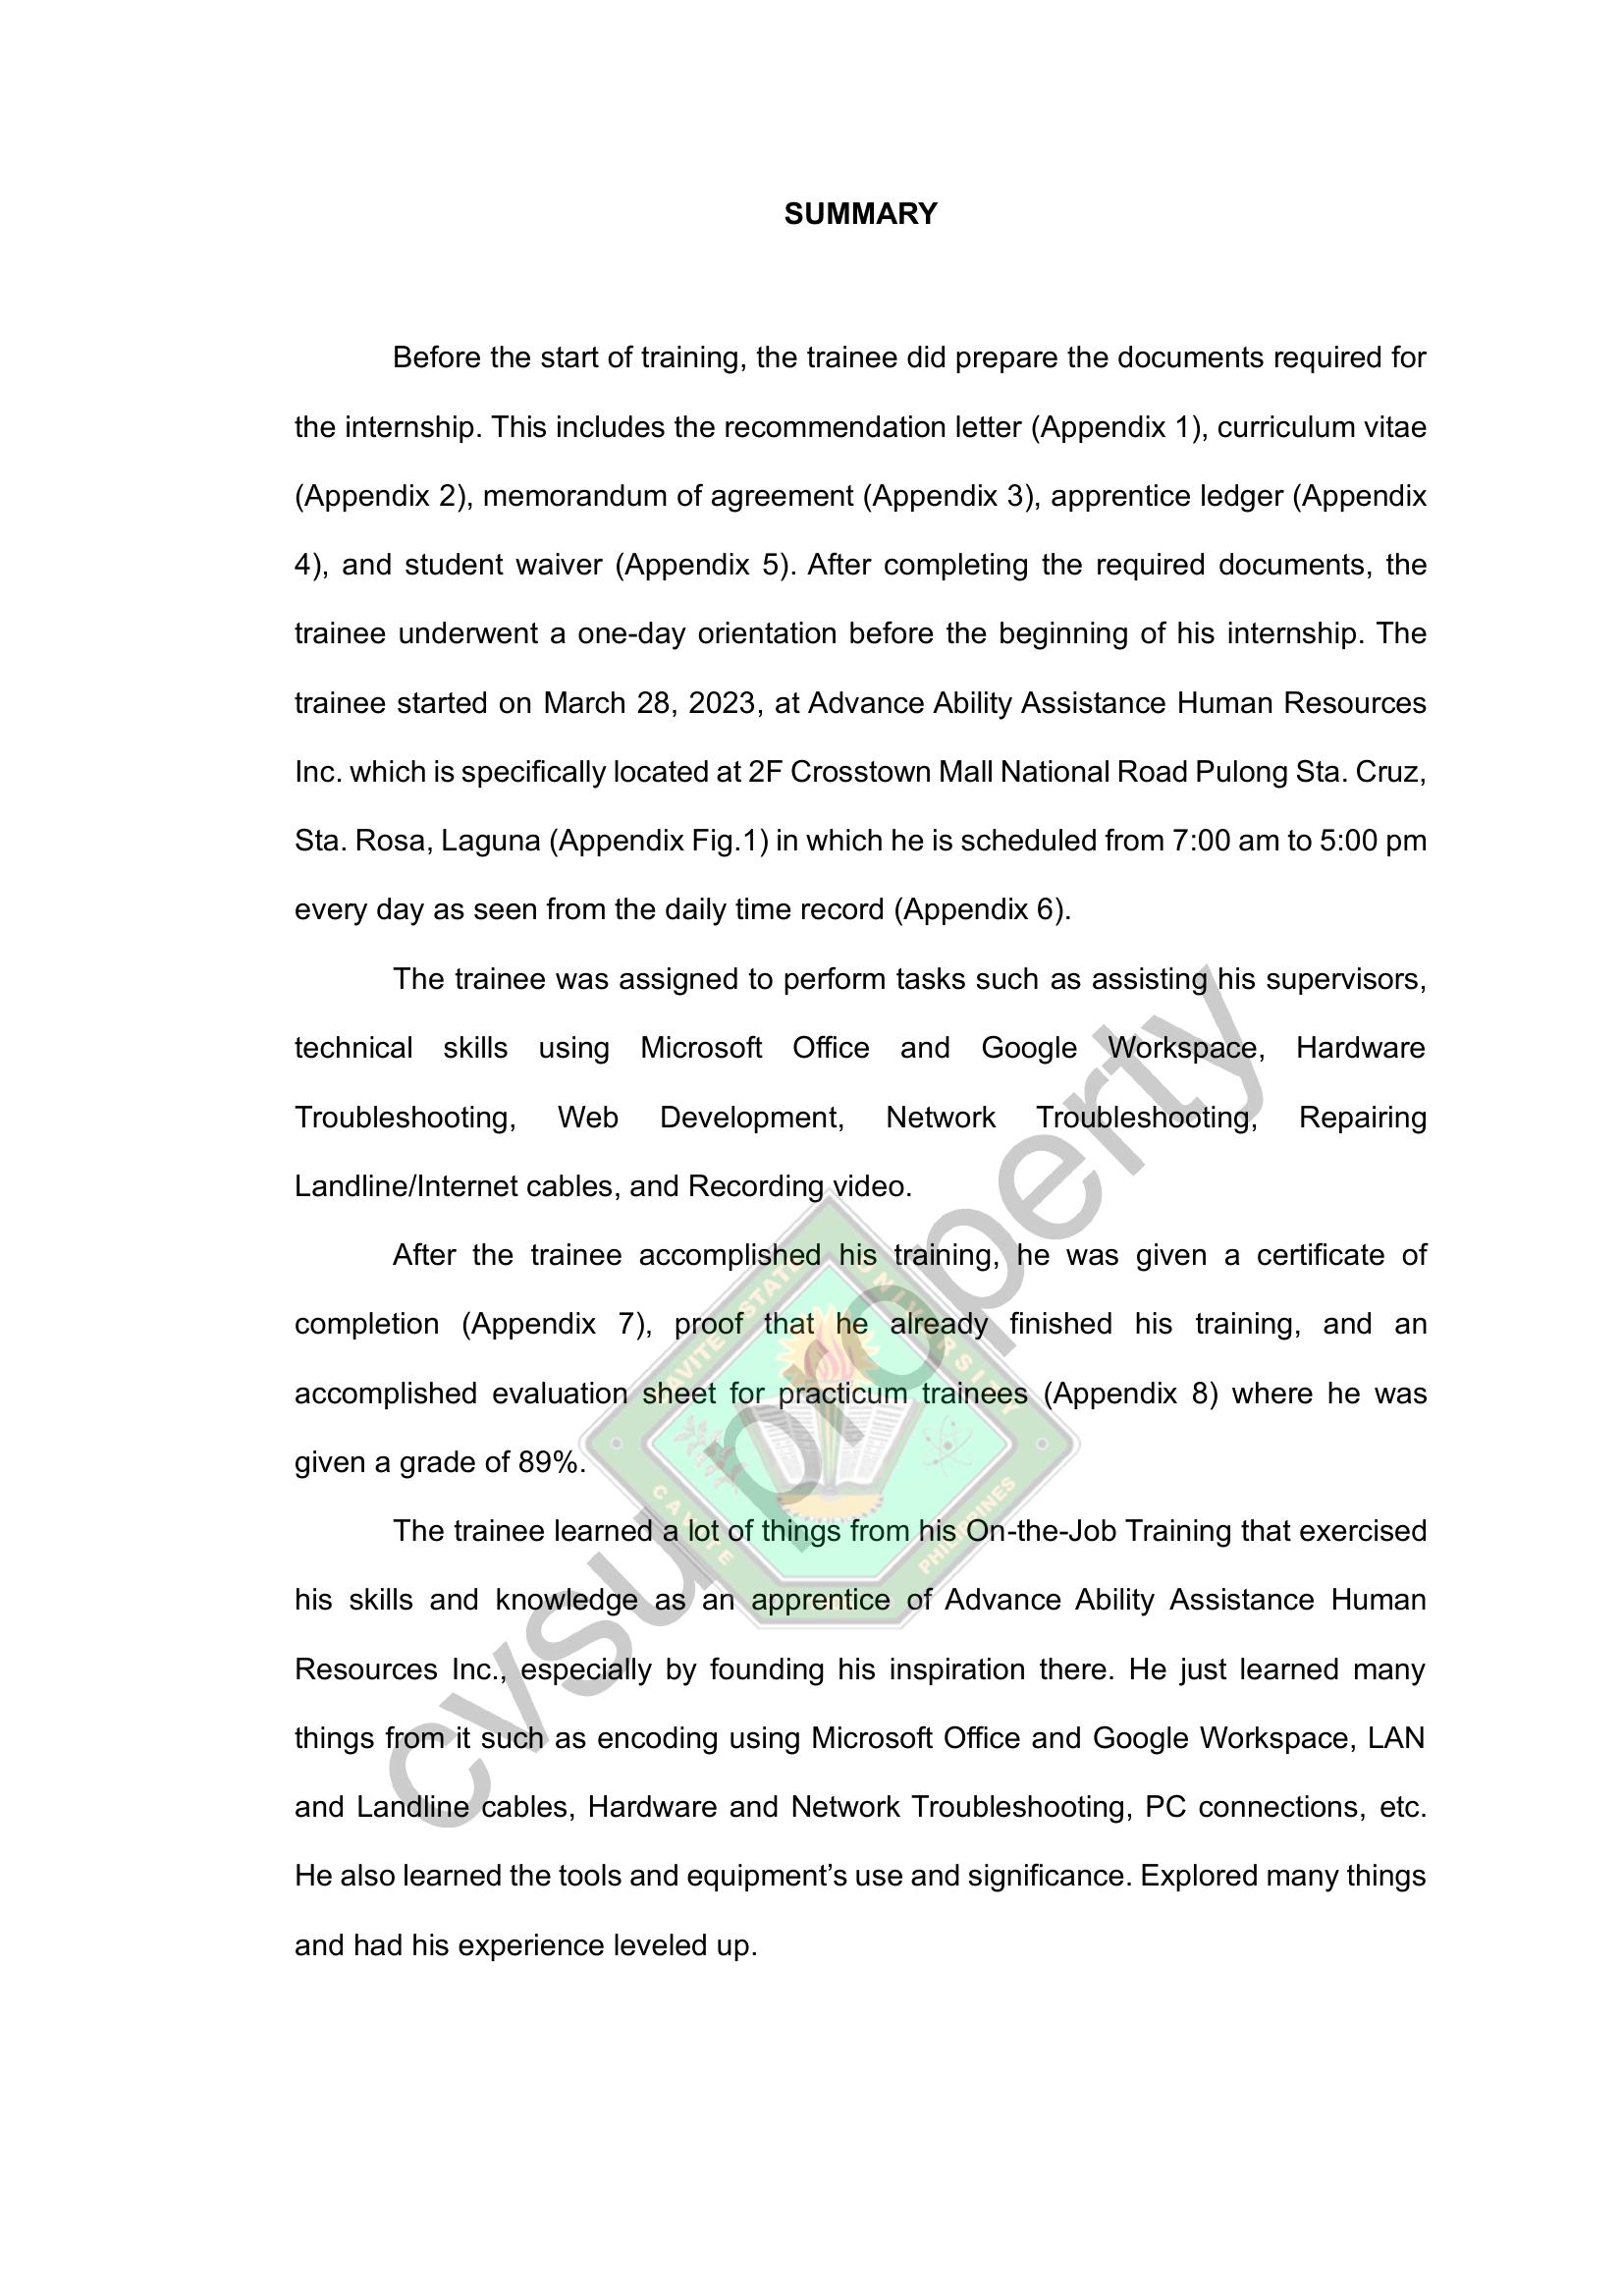 SUMMARY
Before the start of training, the trainee did prepare the documents required for
the internship. This includes the recommendation letter (Appendix 1), curriculum vitae
(Appendix 2), memorandum of agreement (Appendix 3), apprentice ledger (Appendix
4), and student waiver (Appendix 5). After completing the required documents, the
trainee underwent a one-day orientation before the beginning of his internship. The
trainee started on March 28, 2023, at Advance Ability Assistance Human Resources
Inc. which is specifically located at 2F Crosstown Mall National Road Pulong Sta. Cruz,
Sta. Rosa, Laguna (Appendix Fig.1) in which he is scheduled from 7:00 am to 5:00 pm
every day as seen from the daily time record (Appendix 6).
The trainee was assigned to perform tasks such as assisting his supervisors,
technical skills using Microsoft Office and Google Workspace, Hardware
Troubleshooting, Web Development, Network Troubleshooting, Repairing
Landline/Internet cables, and Recording video.
After the trainee accomplished his training, he was given a certificate of
completion (Appendix 7), proof that he already finished his training, and an
accomplished evaluation sheet for practicum trainees (Appendix 8) where he was
given a grade of 89%.
The trainee learned a lot of things from his On-the-Job Training that exercised
his skills and knowledge as an apprentice of Advance Ability Assistance Human
Resources Inc., especially by founding his inspiration there. He just learned many
things from it such as encoding using Microsoft Office and Google Workspace, LAN
and Landline cables, Hardware and Network Troubleshooting, PC connections, etc.
He also learned the tools and equipment’s use and significance. Explored many things
and had his experience leveled up.
cvsu property
CAVITE STATE UNIVERSITY
CAVITE
PHILIPPINES